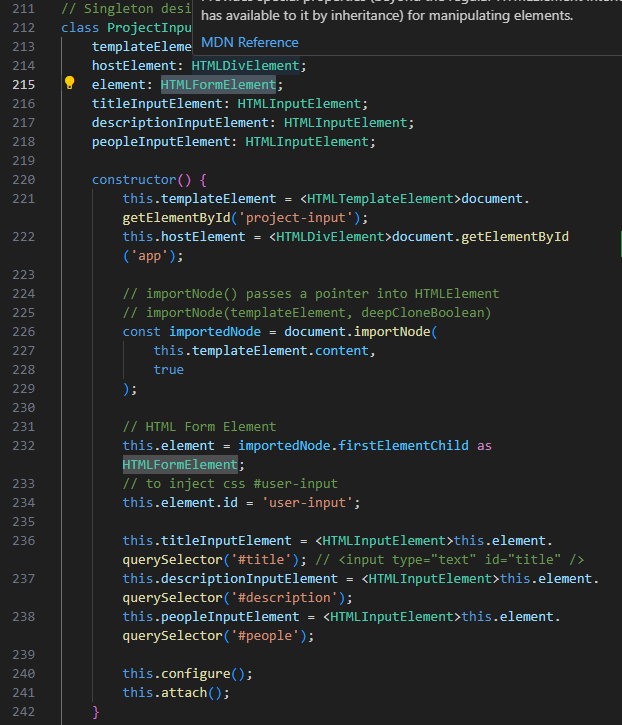 211 // Singleton desi
has available to it by inheritance) for manipulating elements.
212 class ProjectInpu
213 templateEleme
MDN Reference
214 hostElement: HTMLDivElement;
215 element: HTMLFormElement;
216 titleInputElement: HTMLInputElement;
217 descriptionInputElement: HTMLInputElement;
218 peopleInputElement: HTMLInputElement;
219
220 constructor() {
221 this.templateElement = <HTMLTemplateElement>document.
getElementById('project-input');
222 this.hostElement = <HTMLDivElement>document.getElementById
('app');
223
224 // importNode() passes a pointer into HTMLElement
225 // importNode(templateElement, deepCloneBoolean)
226 const importedNode = document.importNode(
227 this.templateElement.content,
228 true
229 );
230
231 // HTML Form Element
232 this.element = importedNode.firstElementChild as
HTMLFormElement;
233 // to inject css #user-input
234 this.element.id = 'user-input';
235
236 this.titleInputElement = <HTMLInputElement>this.element.
querySelector('#title'); // <input type="text" id="title" />
237 this.descriptionInputElement = <HTMLInputElement>this.element.
querySelector('#description');
238 this.peopleInputElement = <HTMLInputElement>this.element.
querySelector('#people');
239
240 this.configure();
241 this.attach();
242 }